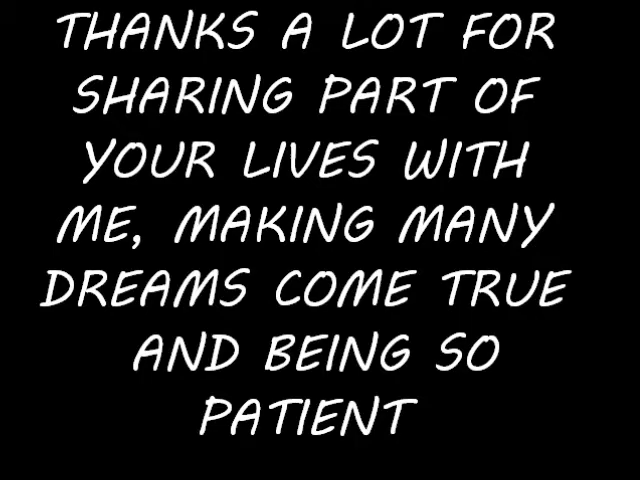 THANKS A LOT FOR
SHARING PART OF
YOUR LIVES WITH
ME, MAKING MANY
DREAMS COME TRUE
AND BEING SO
PATIENT